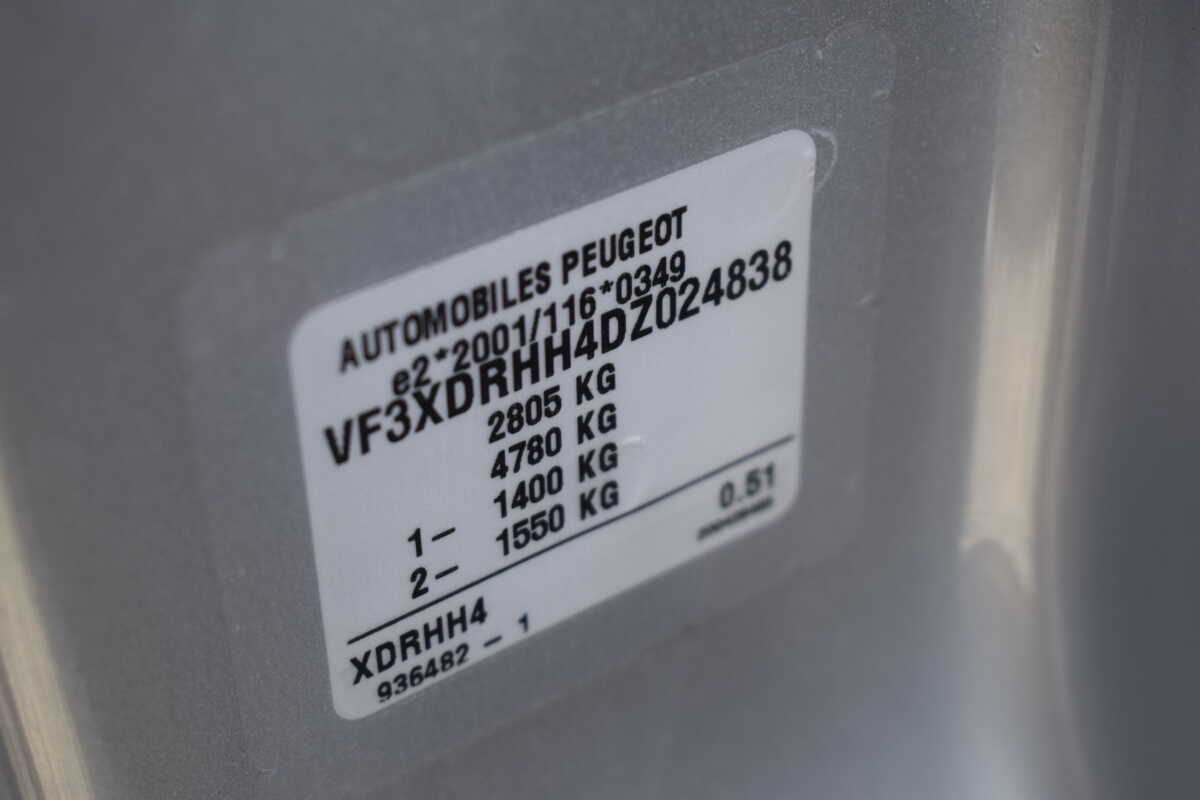 AUTOMOBILES PEUGEOT
e2*2001/116*0349
VF3XDRHH4DZ024838
2805 KG
4780 KG
1- 1400 KG
2- 1550 KG
0.51
XDRHH4
936482 - 1